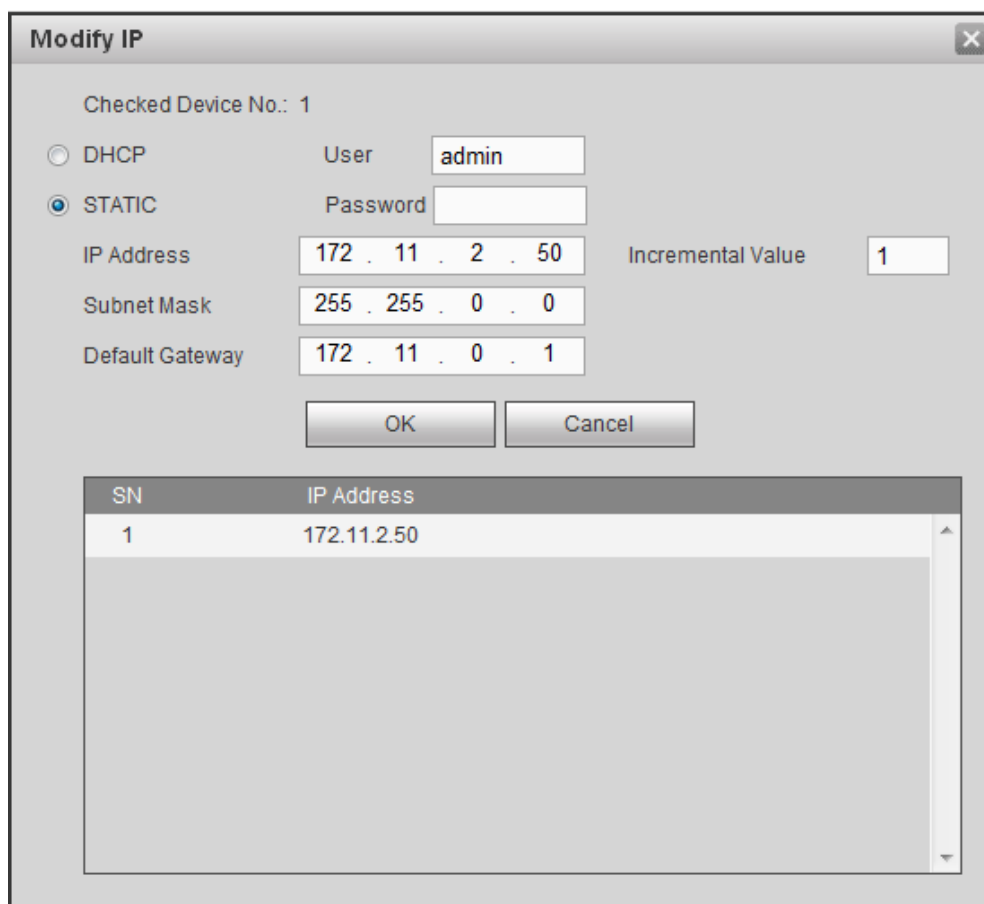 Modify IP
Checked Device No.: 1
DHCP User admin
STATIC Password
IP Address 172 . 11 . 2 . 50 Incremental Value 1
Subnet Mask 255 . 255 . 0 . 0
Default Gateway 172 . 11 . 0 . 1
OK Cancel
SN IP Address
1 172.11.2.50